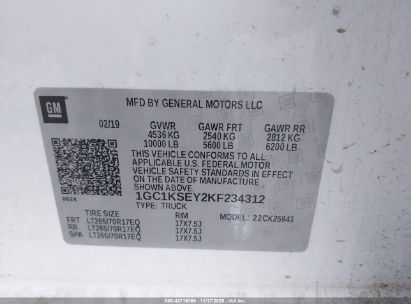 GM
MFD BY GENERAL MOTORS LLC
02/19 GVWR GAWR FRT GAWR RR
4536 KG 2540 KG 2812 KG
10000 LB 5600 LB 6200 LB
THIS VEHICLE CONFORMS TO ALL
APPLICABLE U.S. FEDERAL MOTOR
VEHICLE SAFETY STANDARDS IN EFFECT
ON THE DATE OF MANUFACTURE
SHOWN ABOVE.
1GC1KSEY2KF234312
TYPE: TRUCK MODEL: 22CK25943
TIRE SIZE RIM
FRT LT265/70R17EQ 17X7.5J
RR LT265/70R17EQ 17X7.5J
SPA LT265/70R17EQ 17X7.5J